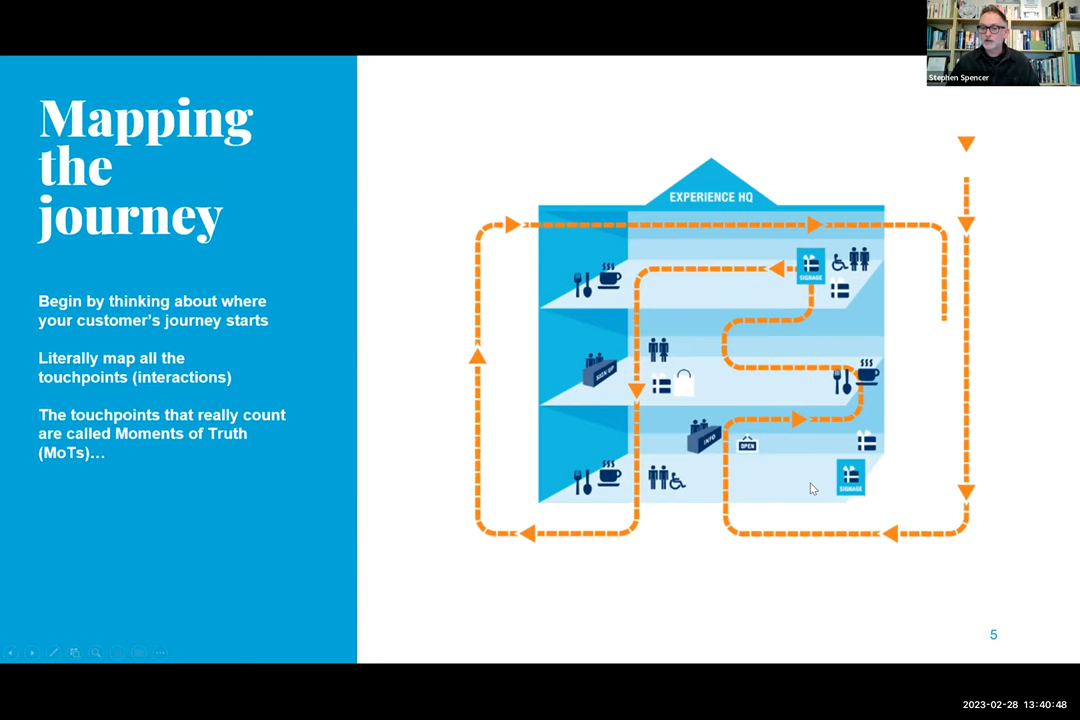 Stephen Spencer
Mapping
the
journey
Begin by thinking about where
your customer's journey starts
Literally map all the
touchpoints (interactions)
The touchpoints that really count
are called Moments of Truth
(MoTs)…
EXPERIENCE HQ
SIGNAGE
SIGN UP
INFO
OPEN
SIGNAGE
5
2023-02-28 13:40:48